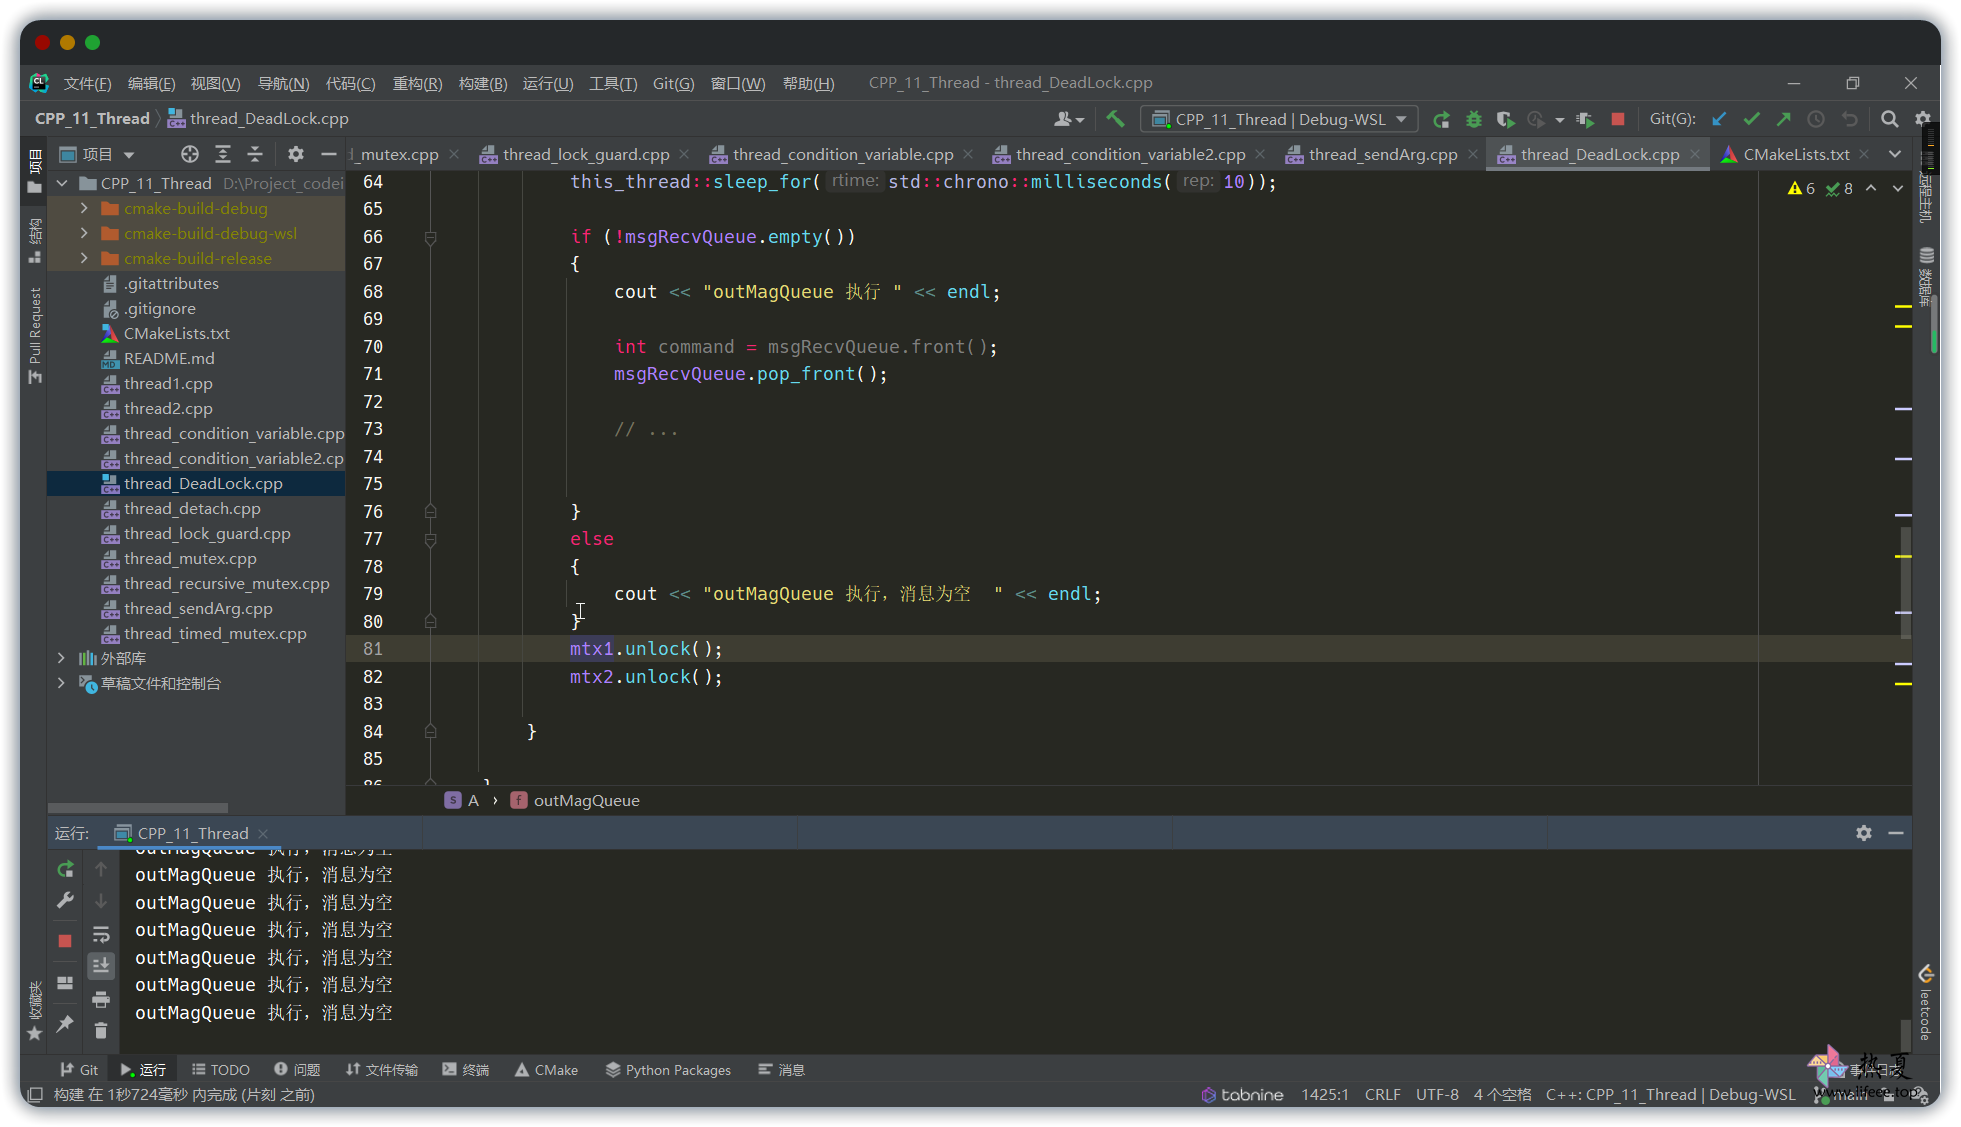 文件(F) 编辑(E) 视图(V) 导航(N) 代码(C) 重构(R) 构建(B) 运行(U) 工具(T) Git(G) 窗口(W) 帮助(H) CPP_11_Thread - thread_DeadLock.cpp
CPP_11_Thread thread_DeadLock.cpp CPP_11_Thread | Debug-WSL Git(G):
项目 _mutex.cpp thread_lock_guard.cpp thread_condition_variable.cpp thread_condition_variable2.cpp thread_sendArg.cpp thread_DeadLock.cpp CMakeLists.txt
项目
结构
Pull Request
收藏夹
CPP_11_Thread D:\Project_codei
cmake-build-debug
cmake-build-debug-wsl
cmake-build-release
.gitattributes
.gitignore
CMakeLists.txt
README.md
thread1.cpp
thread2.cpp
thread_condition_variable.cpp
thread_condition_variable2.cp
thread_DeadLock.cpp
thread_detach.cpp
thread_lock_guard.cpp
thread_mutex.cpp
thread_recursive_mutex.cpp
thread_sendArg.cpp
thread_timed_mutex.cpp
外部库
草稿文件和控制台
64 this_thread::sleep_for( rtime: std::chrono::milliseconds( rep: 10));
65
66 if (!msgRecvQueue.empty())
67 {
68 cout << "outMagQueue 执行 " << endl;
69
70 int command = msgRecvQueue.front();
71 msgRecvQueue.pop_front();
72
73 // ...
74
75
76 }
77 else
78 {
79 cout << "outMagQueue 执行，消息为空  " << endl;
80 }
81 mtx1.unlock();
82 mtx2.unlock();
83
84 }
85
86 }
6 8
远程主机
数据库
leetcode
S A › f outMagQueue
运行: CPP_11_Thread
outMagQueue 执行，消息为空
outMagQueue 执行，消息为空
outMagQueue 执行，消息为空
outMagQueue 执行，消息为空
outMagQueue 执行，消息为空
outMagQueue 执行，消息为空
outMagQueue 执行，消息为空
Git 运行 TODO 问题 文件传输 终端 CMake Python Packages 消息 事件日志
构建 在 1秒724毫秒 内完成 (片刻 之前) tabnine 1425:1 CRLF UTF-8 4 个空格 C++: CPP_11_Thread | Debug-WSL main
热夏
www.lifeee.top